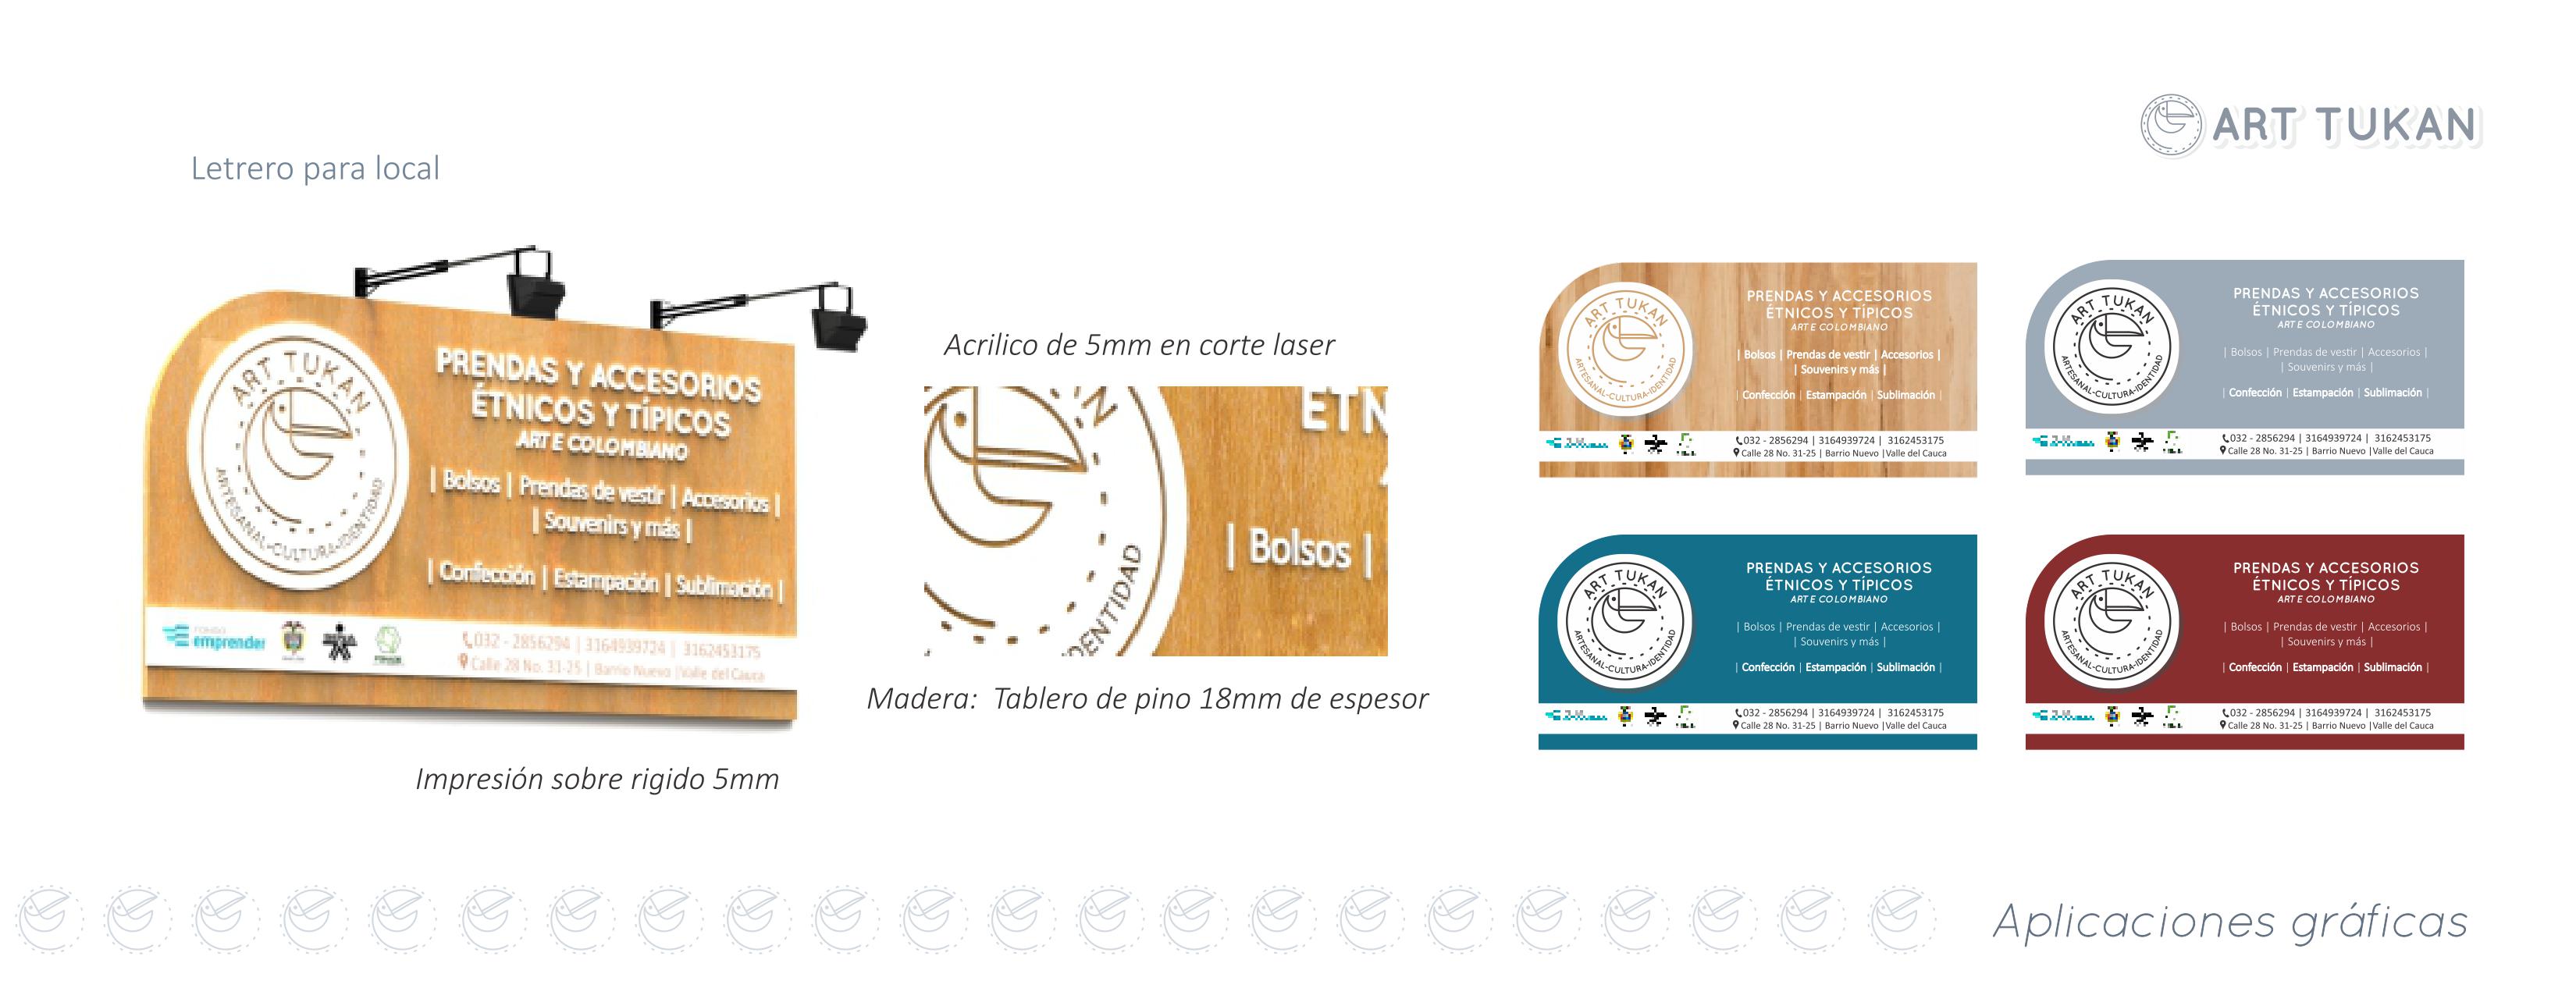 ART TUKAN
Letrero para local
ART TUKAN
ARTESANAL-CULTURA-IDENTIDAD
PRENDAS Y ACCESORIOS
ÉTNICOS Y TÍPICOS
ARTE COLOMBIANO
| Bolsos | Prendas de vestir | Accesorios |
| Souvenirs y más |
| Confección | Estampación | Sublimación |
emprender
032 - 2856294 | 3164939724 | 3162453175
Calle 28 No. 31-25 | Barrio Nuevo |Valle del Cauca
Impresión sobre rigido 5mm
Acrilico de 5mm en corte laser
N
ÉTN
| Bolsos |
IDENTIDAD
Madera: Tablero de pino 18mm de espesor
ART TUKAN
ARTESANAL-CULTURA-IDENTIDAD
PRENDAS Y ACCESORIOS
ÉTNICOS Y TÍPICOS
ARTE COLOMBIANO
| Bolsos | Prendas de vestir | Accesorios |
| Souvenirs y más |
| Confección | Estampación | Sublimación |
032 - 2856294 | 3164939724 | 3162453175
Calle 28 No. 31-25 | Barrio Nuevo |Valle del Cauca
ART TUKAN
ARTESANAL-CULTURA-IDENTIDAD
PRENDAS Y ACCESORIOS
ÉTNICOS Y TÍPICOS
ARTE COLOMBIANO
| Bolsos | Prendas de vestir | Accesorios |
| Souvenirs y más |
| Confección | Estampación | Sublimación |
032 - 2856294 | 3164939724 | 3162453175
Calle 28 No. 31-25 | Barrio Nuevo |Valle del Cauca
ART TUKAN
ARTESANAL-CULTURA-IDENTIDAD
PRENDAS Y ACCESORIOS
ÉTNICOS Y TÍPICOS
ARTE COLOMBIANO
| Bolsos | Prendas de vestir | Accesorios |
| Souvenirs y más |
| Confección | Estampación | Sublimación |
032 - 2856294 | 3164939724 | 3162453175
Calle 28 No. 31-25 | Barrio Nuevo |Valle del Cauca
ART TUKAN
ARTESANAL-CULTURA-IDENTIDAD
PRENDAS Y ACCESORIOS
ÉTNICOS Y TÍPICOS
ARTE COLOMBIANO
| Bolsos | Prendas de vestir | Accesorios |
| Souvenirs y más |
| Confección | Estampación | Sublimación |
032 - 2856294 | 3164939724 | 3162453175
Calle 28 No. 31-25 | Barrio Nuevo |Valle del Cauca
Aplicaciones gráficas